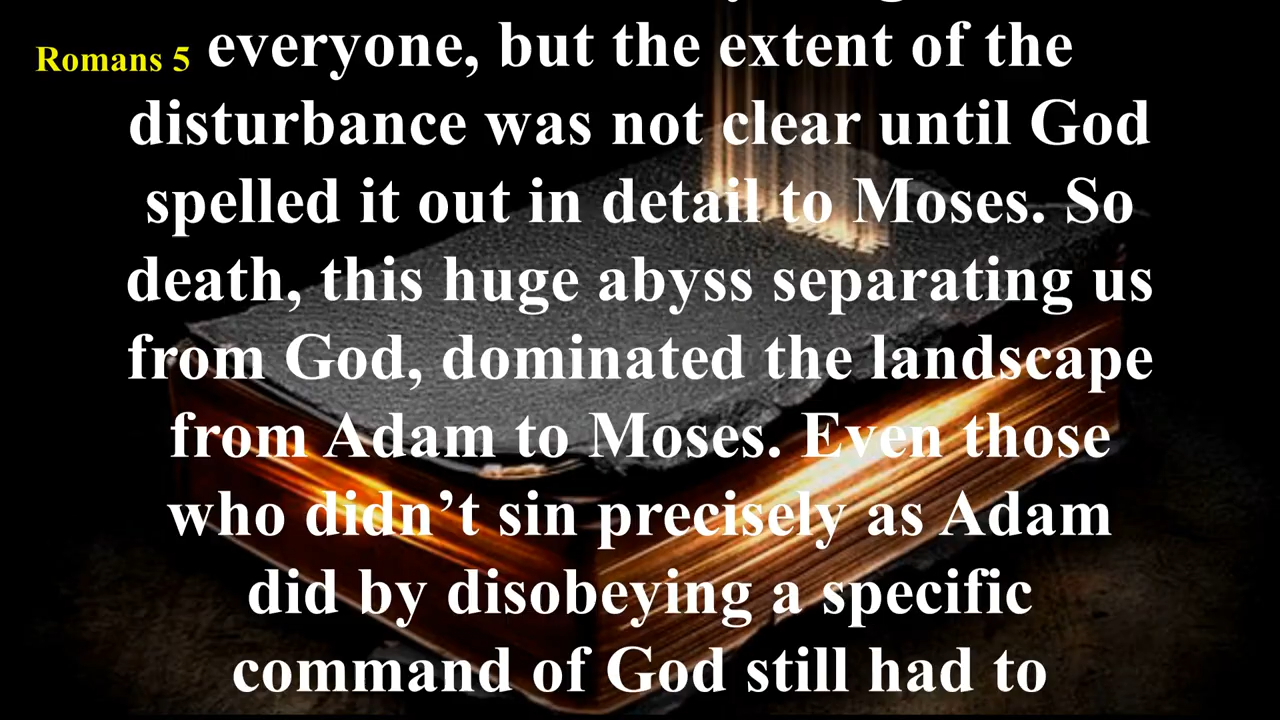 Romans 5
everyone, but the extent of the
disturbance was not clear until God
spelled it out in detail to Moses. So
death, this huge abyss separating us
from God, dominated the landscape
from Adam to Moses. Even those
who didn’t sin precisely as Adam
did by disobeying a specific
command of God still had to